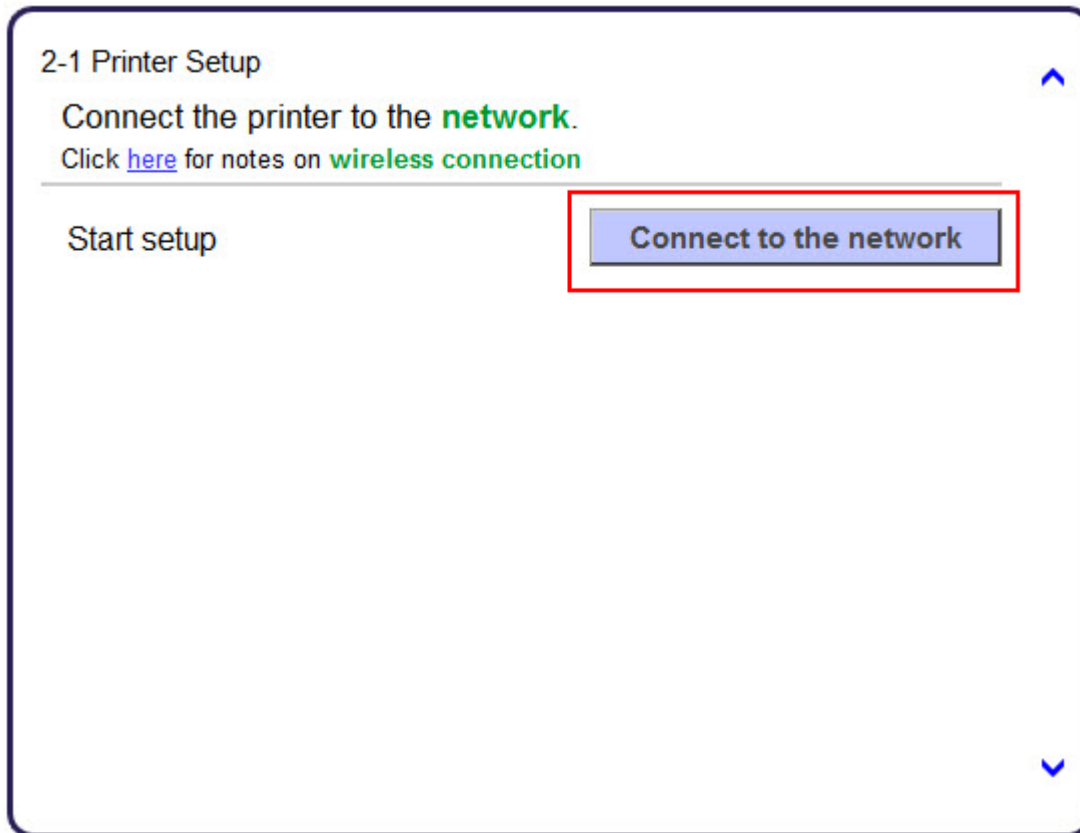 2-1 Printer Setup
Connect the printer to the network.
Click here for notes on wireless connection
Start setup
Connect to the network